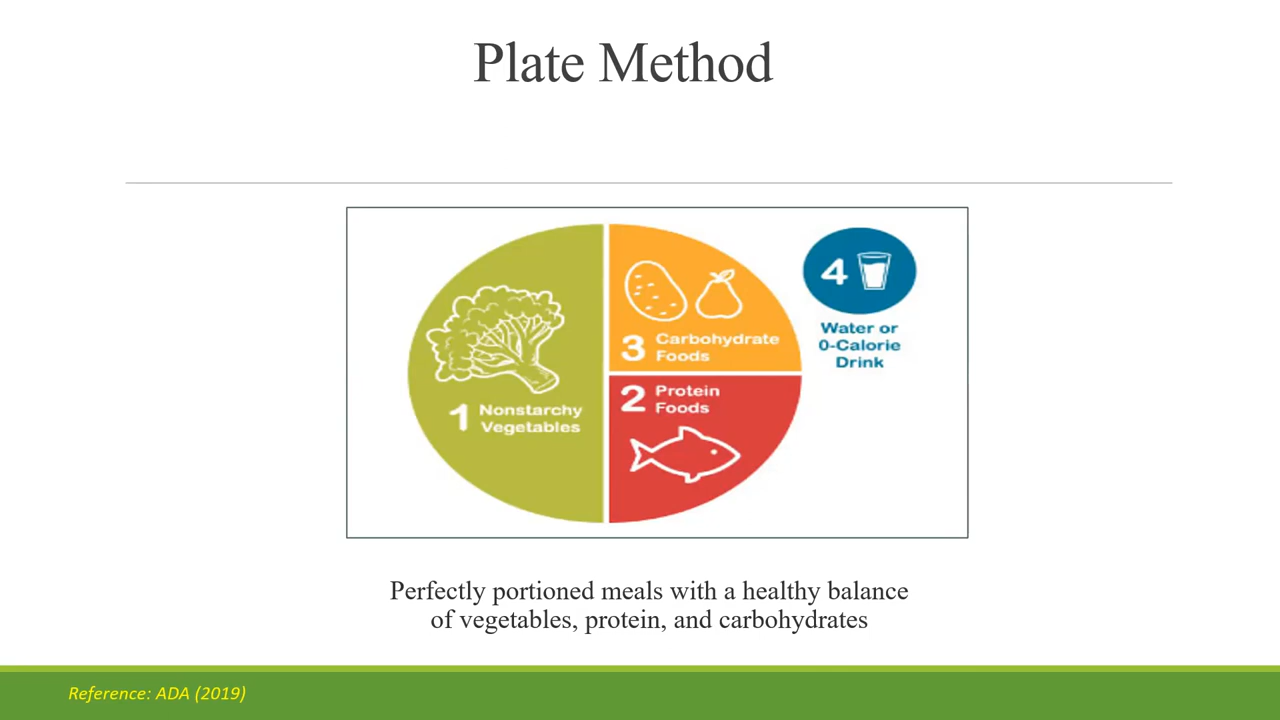 Plate Method
1 Nonstarchy
Vegetables
3 Carbohydrate
Foods
2 Protein
Foods
4
Water or
0-Calorie
Drink
Perfectly portioned meals with a healthy balance
of vegetables, protein, and carbohydrates
Reference: ADA (2019)